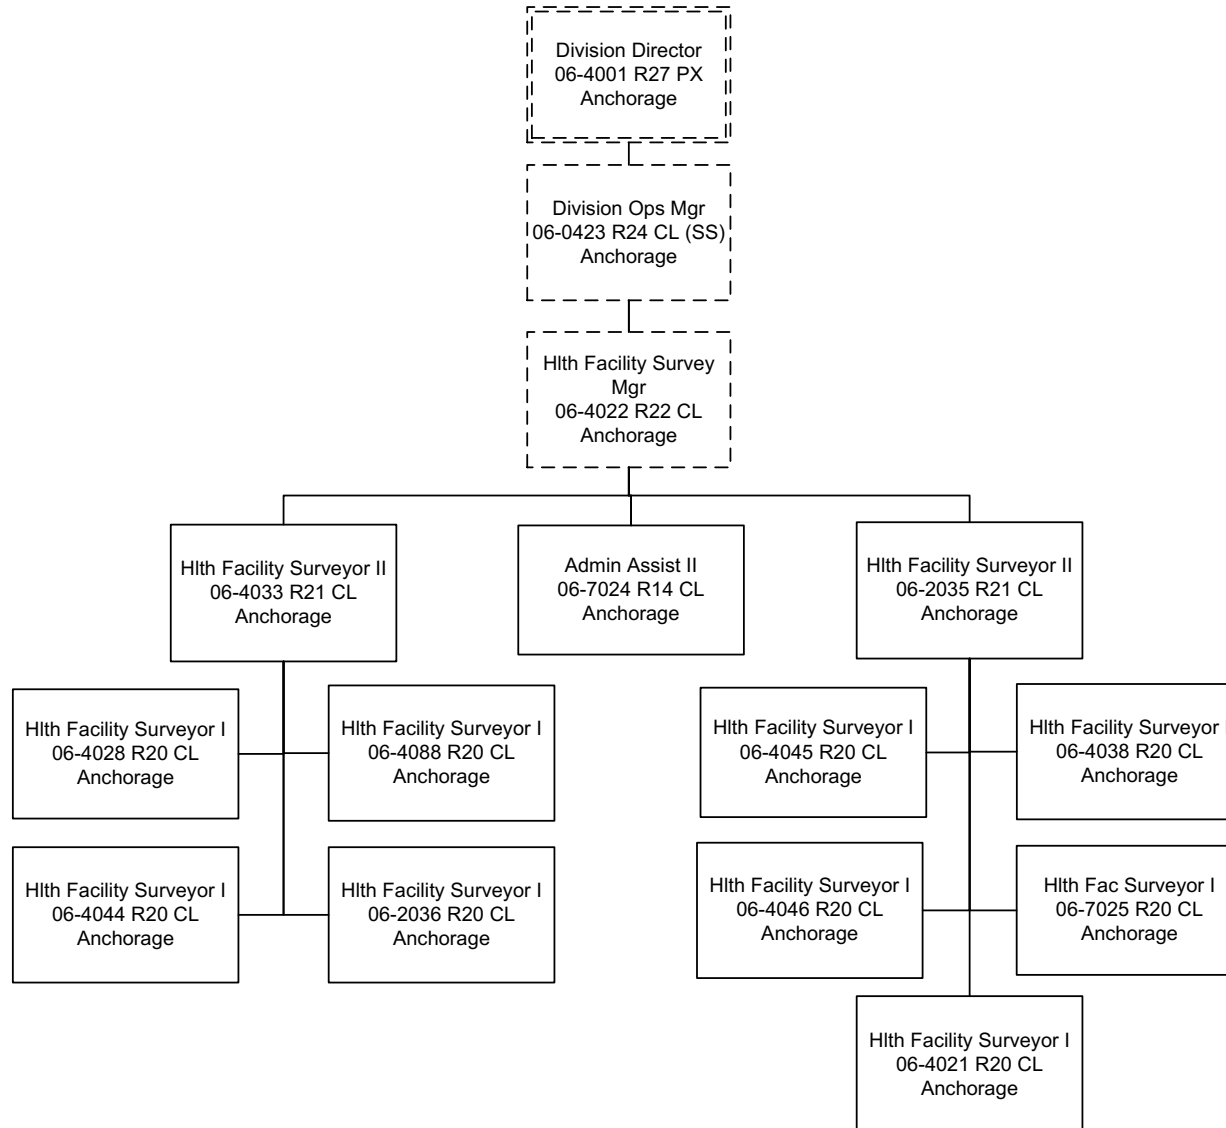 Division Director
06-4001 R27 PX
Anchorage
Division Ops Mgr
06-0423 R24 CL (SS)
Anchorage
Hlth Facility Survey
Mgr
06-4022 R22 CL
Anchorage
Hlth Facility Surveyor II
06-4033 R21 CL
Anchorage
Admin Assist II
06-7024 R14 CL
Anchorage
Hlth Facility Surveyor II
06-2035 R21 CL
Anchorage
Hlth Facility Surveyor I
06-4028 R20 CL
Anchorage
Hlth Facility Surveyor I
06-4088 R20 CL
Anchorage
Hlth Facility Surveyor I
06-4045 R20 CL
Anchorage
Hlth Facility Surveyor I
06-4038 R20 CL
Anchorage
Hlth Facility Surveyor I
06-4044 R20 CL
Anchorage
Hlth Facility Surveyor I
06-2036 R20 CL
Anchorage
Hlth Facility Surveyor I
06-4046 R20 CL
Anchorage
Hlth Fac Surveyor I
06-7025 R20 CL
Anchorage
Hlth Facility Surveyor I
06-4021 R20 CL
Anchorage